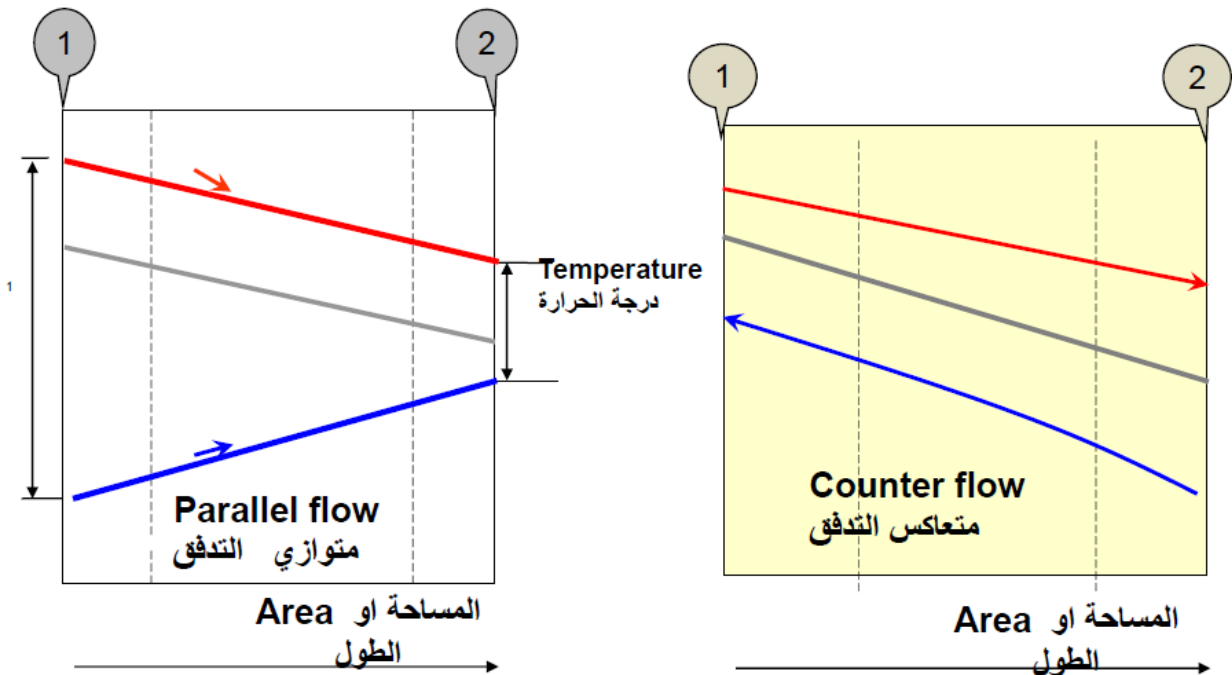 1
2
1
Temperature
درجة الحرارة
Parallel flow
متوازي التدفق
Area المساحة او
الطول
1
2
Counter flow
متعاكس التدفق
Area المساحة او
الطول